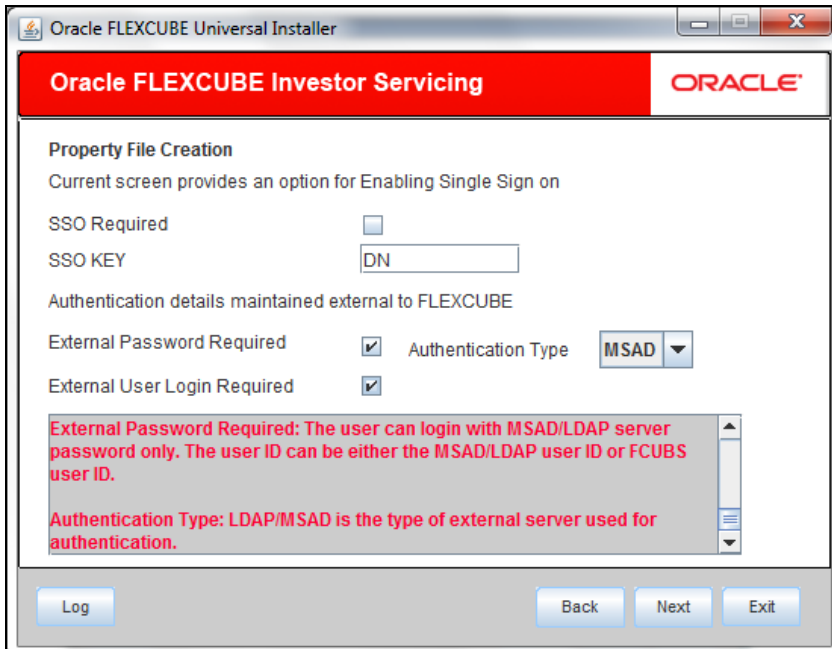 Oracle FLEXCUBE Universal Installer
Oracle FLEXCUBE Investor Servicing
ORACLE
Property File Creation
Current screen provides an option for Enabling Single Sign on
SSO Required
SSO KEY DN
Authentication details maintained external to FLEXCUBE
External Password Required Authentication Type MSAD
External User Login Required
External Password Required: The user can login with MSAD/LDAP server
password only. The user ID can be either the MSAD/LDAP user ID or FCUBS
user ID.
Authentication Type: LDAP/MSAD is the type of external server used for
authentication.
Log Back Next Exit